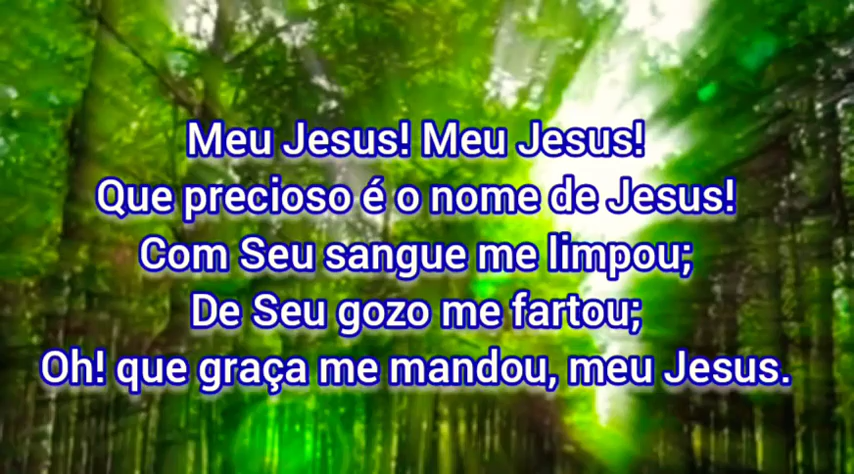 Meu Jesus! Meu Jesus!
Que precioso é o nome de Jesus!
Com Seu sangue me limpou;
De Seu gozo me fartou;
Oh! que graça me mandou, meu Jesus.